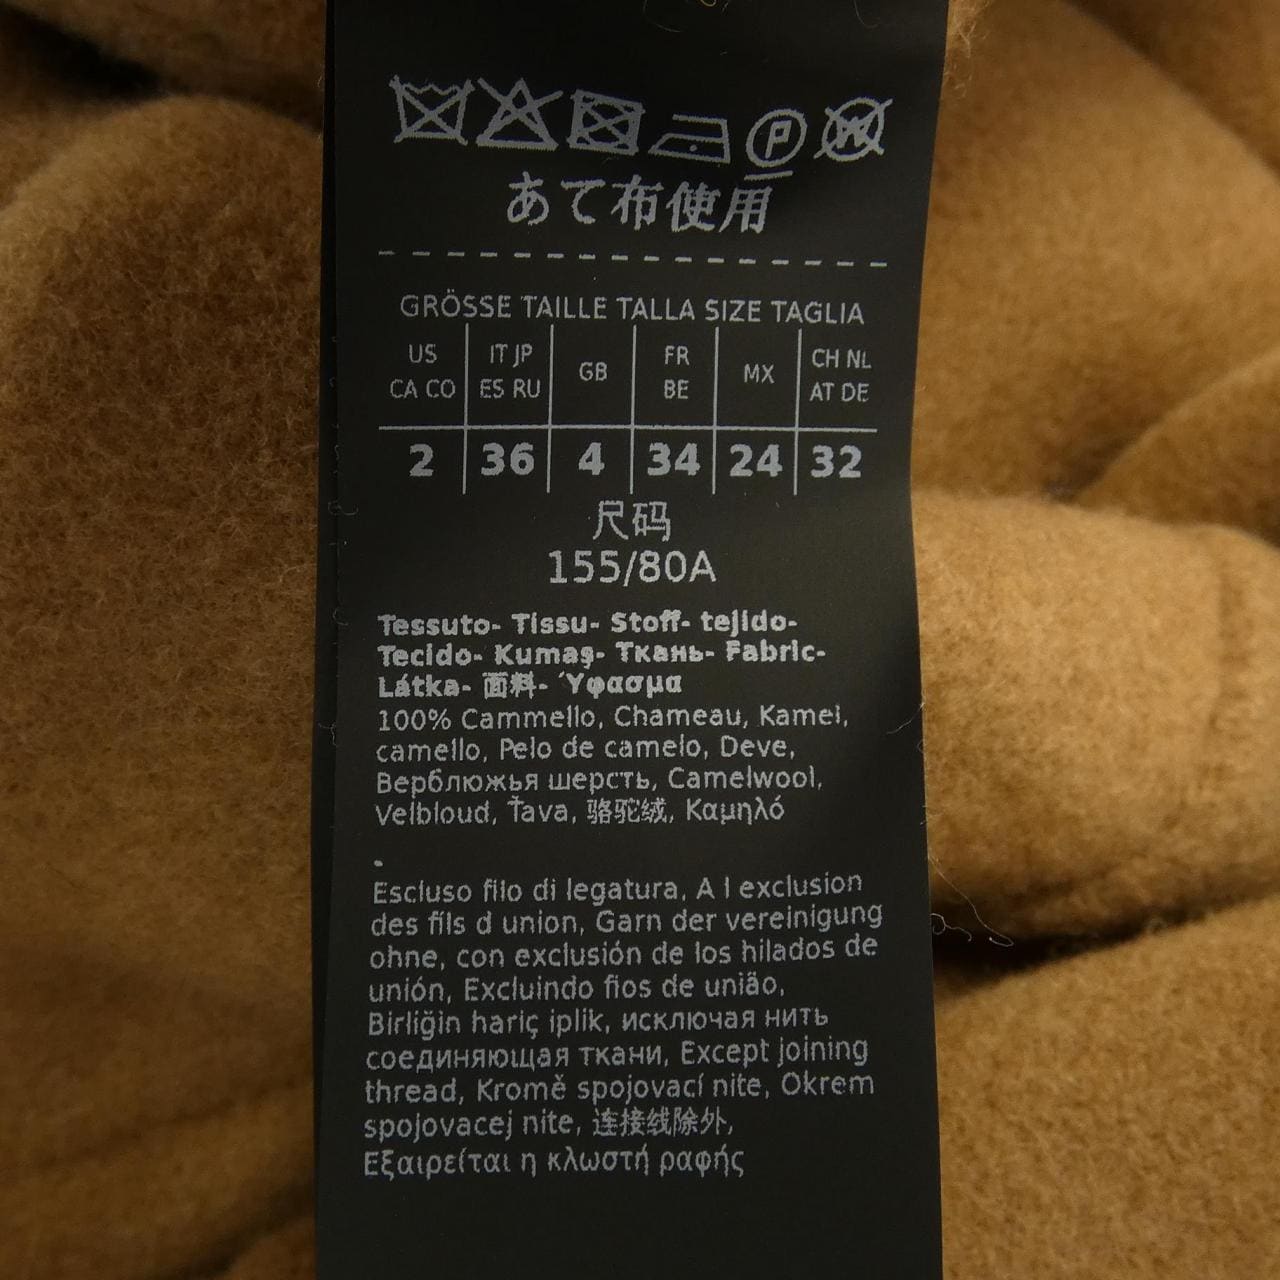 P W
あて布使用
GRÖSSE TAILLE TALLA SIZE TAGLIA
US IT JP GB FR MX CH NL
CA CO ES RU BE AT DE
2 36 4 34 24 32
尺码
155/80A
Tessuto- Tissu- Stoff- tejido-
Tecido- Kumaş- Ткань- Fabric-
Látka- 面料- Ύφασμα
100% Cammello, Chameau, Kamel,
camello, Pelo de camelo, Deve,
Верблюжья шерсть, Camelwool,
Velbloud, Ťava, 骆驼绒, Καμηλό
.
Escluso filo di legatura, A l exclusion
des fils d union, Garn der vereinigung
ohne, con exclusión de los hilados de
unión, Excluindo fios de união,
Birliğin hariç iplik, исключая нить
соединяющая ткани, Except joining
thread, Kromě spojovací nite, Okrem
spojovacej nite, 连接线除外,
Εξαιρείται η κλωστή ραφής